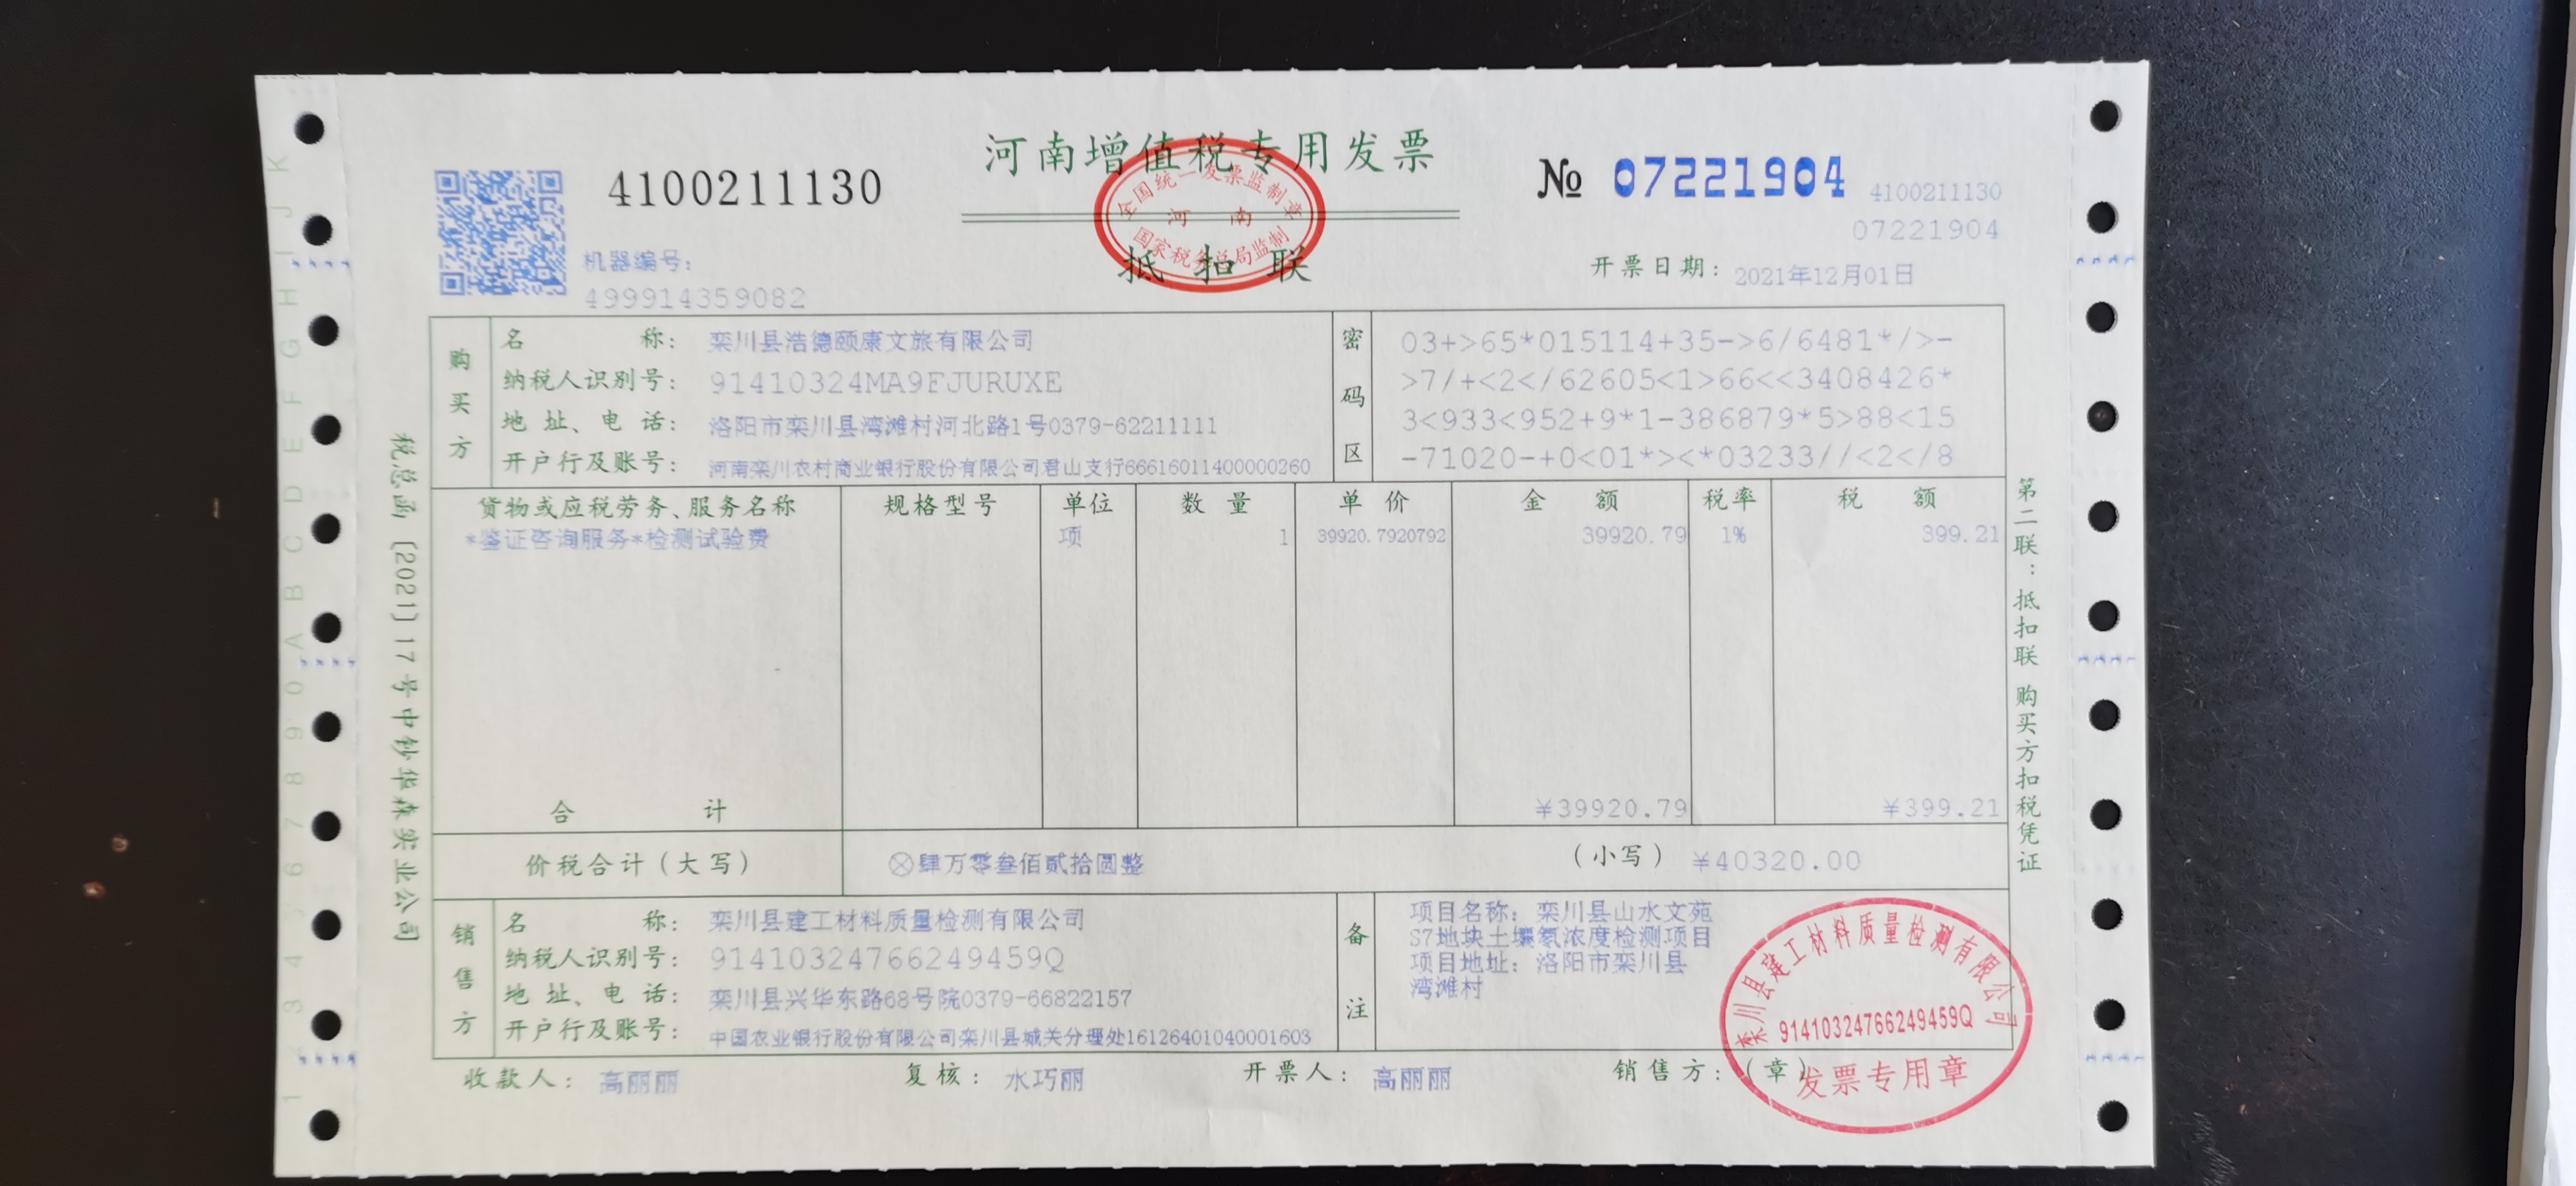 河南增值税专用发票
4100211130
№ 07221904
4100211130
07221904
全国统一发票监制章
河 南
国家税务总局监制
抵扣联
机器编号:
499914359082
开票日期: 2021年12月01日
购买方
名 称: 栾川县浩德颐康文旅有限公司
纳税人识别号: 91410324MA9FJURUXE
地址、电话: 洛阳市栾川县湾滩村河北路1号0379-62211111
开户行及账号: 河南栾川农村商业银行股份有限公司君山支行66616011400000260
密码区
03+>65*015114+35->6/6481*/>-
>7/+<2</62605<1>66<<3408426*
3<933<952+9*1-386879*5>88<15
-71020-+0<01*><*03233//<2</8
货物或应税劳务、服务名称 规格型号 单位 数量 单价 金额 税率 税额
*鉴证咨询服务*检测试验费 项 1 39920.7920792 39920.79 1% 399.21
合计 ¥39920.79 ¥399.21
价税合计(大写) ⊗肆万零叁佰贰拾圆整 (小写) ¥40320.00
销售方
名 称: 栾川县建工材料质量检测有限公司
纳税人识别号: 91410324766249459Q
地址、电话: 栾川县兴华东路68号院0379-66822157
开户行及账号: 中国农业银行股份有限公司栾川县城关分理处16126401040001603
备注
项目名称: 栾川县山水文苑
S7地块土壤氡浓度检测项目
项目地址: 洛阳市栾川县
湾滩村
收款人: 高丽丽 复核: 水巧丽 开票人: 高丽丽 销售方:(章)
栾川县建工材料质量检测有限公司
91410324766249459Q
发票专用章
税总函〔2021〕17号中钞华森实业公司
第二联:抵扣联 购买方扣税凭证
1 2 3 4 5 6 7 8 9 0 A B C D E F G H I J K